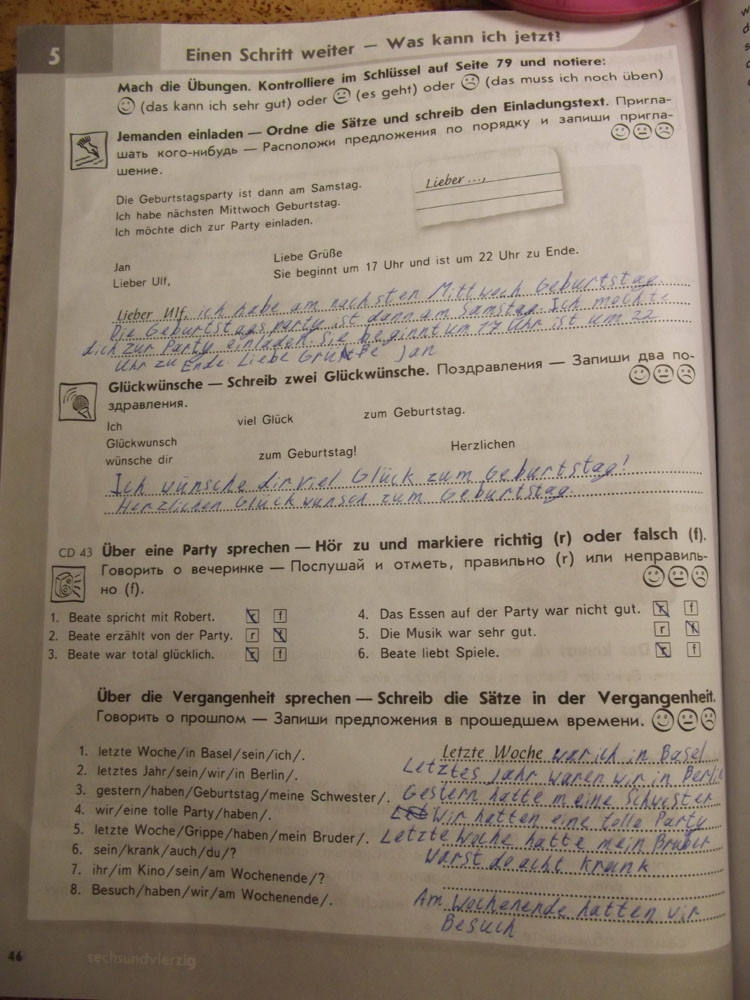 5
Einen Schritt weiter — Was kann ich jetzt?
Mach die Übungen. Kontrolliere im Schlüssel auf Seite 79 und notiere:
(das kann ich sehr gut) oder (es geht) oder (das muss ich noch üben)
Jemanden einladen — Ordne die Sätze und schreib den Einladungstext. Пригла-
шать кого-нибудь — Расположи предложения по порядку и запиши пригла-
шение.
Die Geburtstagsparty ist dann am Samstag.
Ich habe nächsten Mittwoch Geburtstag.
Ich möchte dich zur Party einladen.
Lieber ...,
Jan
Liebe Grüße
Lieber Ulf,
Sie beginnt um 17 Uhr und ist um 22 Uhr zu Ende.
Lieber Ulf, ich habe am nachsten Mittwoch Geburtstag.
Die Geburtstagsparty ist dann am Samstag. Ich mochte
dich zur Party einladen. Sie beginnt um 17 Uhr ist um 22
Uhr zu Ende. Liebe Jan
Glückwünsche — Schreib zwei Glückwünsche. Поздравления — Запиши два по-
здравления.
Ich
viel Glück
zum Geburtstag.
Glückwunsch
wünsche dir
zum Geburtstag!
Herzlichen
Ich wünsche dir viel Glück zum Geburtstag!
Herzlichen Glückwunsch zum Geburtstag.
CD 43 Über eine Party sprechen — Hör zu und markiere richtig (r) oder falsch (f).
Говорить о вечеринке — Послушай и отметь, правильно (r) или неправиль-
но (f).
1. Beate spricht mit Robert. r f
2. Beate erzählt von der Party. r f
3. Beate war total glücklich. r f
4. Das Essen auf der Party war nicht gut. r f
5. Die Musik war sehr gut. r f
6. Beate liebt Spiele. r f
Über die Vergangenheit sprechen — Schreib die Sätze in der Vergangenheit.
Говорить о прошлом — Запиши предложения в прошедшем времени.
1. letzte Woche/in Basel/sein/ich/.
Letzte Woche war ich in Basel
2. letztes Jahr/sein/wir/in Berlin/.
Letztes Jahr waren wir in Berlin
3. gestern/haben/Geburtstag/meine Schwester/.
Gestern hatte meine Schwester
4. wir/eine tolle Party/haben/.
Wir hatten eine tolle Party
5. letzte Woche/Grippe/haben/mein Bruder/.
Letzte Woche hatte mein Bruder
6. sein/krank/auch/du/?
Warst krank
7. ihr/im Kino/sein/am Wochenende/?
8. Besuch/haben/wir/am Wochenende/.
Am Wochenende hatten wir
Besuch
46
sechsundvierzig